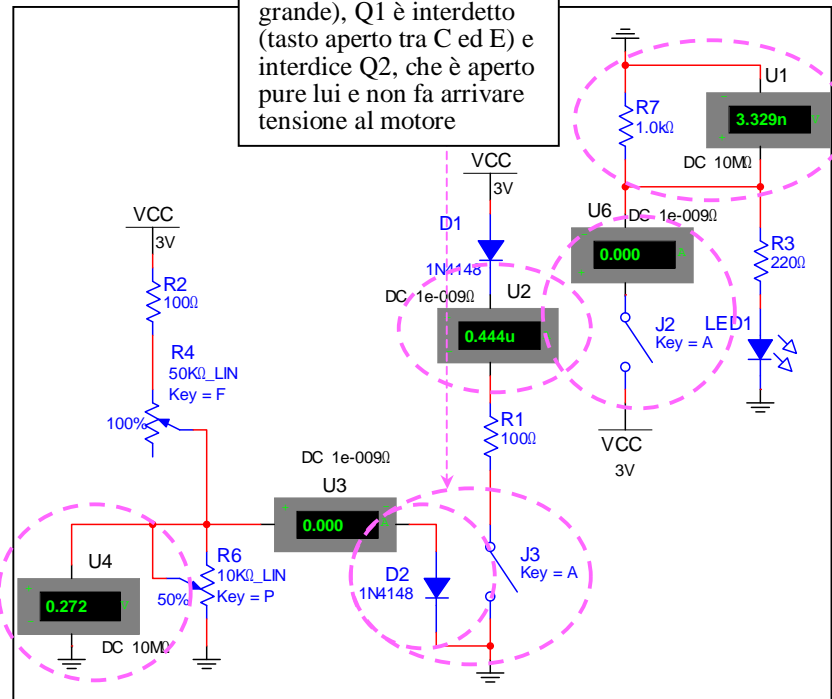 grande), Q1 è interdetto
(tasto aperto tra C ed E) e
interdice Q2, che è aperto
pure lui e non fa arrivare
tensione al motore
U1
R7
1.0kΩ
3.329n
V
DC 10MΩ
VCC
3V
D1
1N4148
U6
DC 1e-009Ω
0.000
A
R3
220Ω
VCC
3V
R2
100Ω
DC 1e-009Ω
U2
0.444u
J2
Key = A
LED1
R4
50KΩ_LIN
Key = F
100%
R1
100Ω
VCC
3V
DC 1e-009Ω
U3
0.000
A
U4
0.272
V
DC 10MΩ
R6
10KΩ_LIN
Key = P
50%
D2
1N4148
J3
Key = A